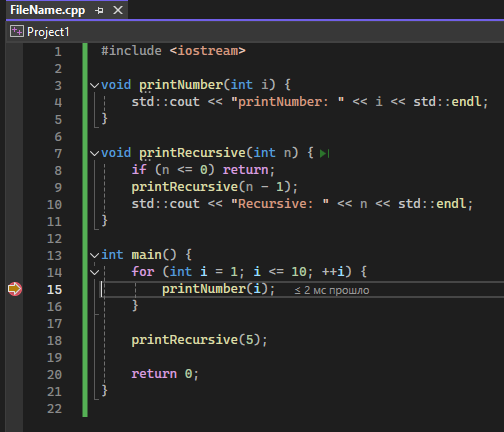 FileName.cpp
Project1
1 #include <iostream>
2
3 void printNumber(int i) {
4 std::cout << "printNumber: " << i << std::endl;
5 }
6
7 void printRecursive(int n) {
8 if (n <= 0) return;
9 printRecursive(n - 1);
10 std::cout << "Recursive: " << n << std::endl;
11 }
12
13 int main() {
14 for (int i = 1; i <= 10; ++i) {
15 printNumber(i); ≤ 2 мс прошло
16 }
17
18 printRecursive(5);
19
20 return 0;
21 }
22